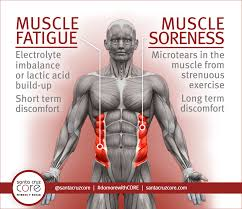 MUSCLE
FATIGUE
Electrolyte
imbalance
or lactic acid
build-up
Short term
discomfort
MUSCLE
SORENESS
Microtears in
the muscle from
strenuous
exercise
Long term
discomfort
santa cruz
core
@santacruzcore | #domorewithCORE | santacruzcore.com